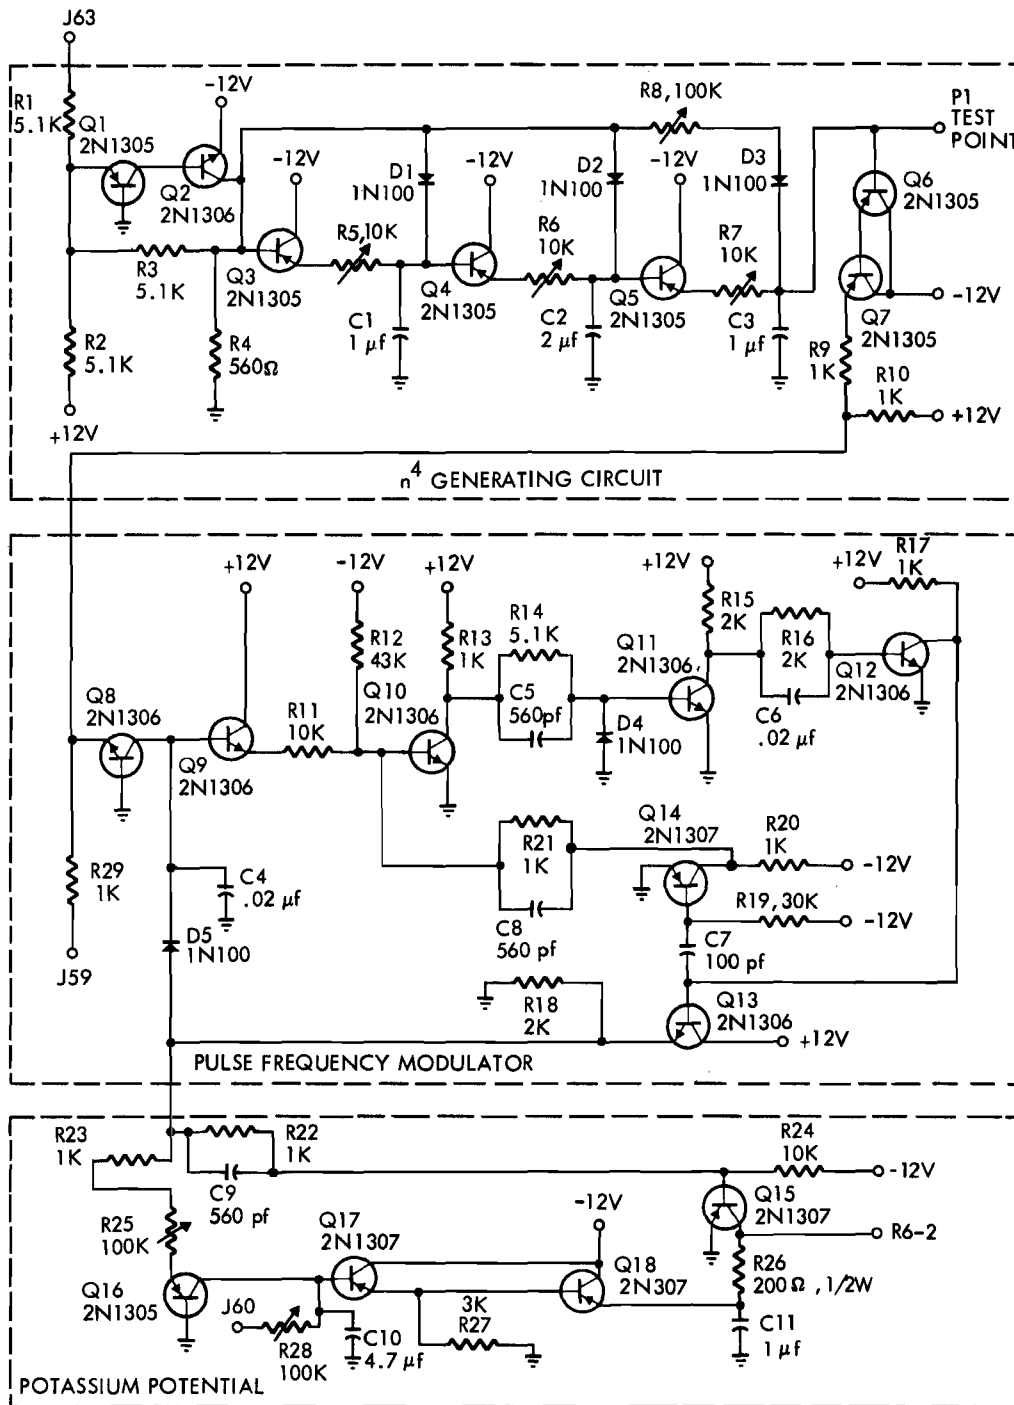 J63
-12V
R1
5.1K
Q1
2N1305
Q2
2N1306
R8, 100K
P1
TEST
POINT
-12V
D1
1N100
-12V
D2
1N100
-12V
D3
1N100
Q6
2N1305
R3
5.1K
Q3
2N1305
R5, 10K
Q4
2N1305
R6
10K
Q5
2N1305
R7
10K
-12V
Q7
2N1305
R2
5.1K
R4
560Ω
C1
1 μf
C2
2 μf
C3
1 μf
R9
1K
R10
1K
+12V
+12V
n⁴ GENERATING CIRCUIT
+12V
-12V
+12V
+12V
+12V
R17
1K
R12
43K
R13
1K
R14
5.1K
R15
2K
R16
2K
Q8
2N1306
Q9
2N1306
R11
10K
Q10
2N1306
C5
560pf
Q11
2N1306
D4
1N100
C6
.02 μf
Q12
2N1306
R29
1K
C4
.02 μf
R21
1K
Q14
2N1307
R20
1K
-12V
R19, 30K
-12V
J59
D5
1N100
C8
560 pf
C7
100 pf
R18
2K
Q13
2N1306
+12V
PULSE FREQUENCY MODULATOR
R23
1K
R22
1K
R24
10K
-12V
C9
560 pf
R25
100K
Q17
2N1307
-12V
Q15
2N1307
R6-2
Q16
2N1305
J60
R28
100K
C10
4.7 μf
3K
R27
Q18
2N307
R26
200Ω, 1/2W
C11
1 μf
POTASSIUM POTENTIAL